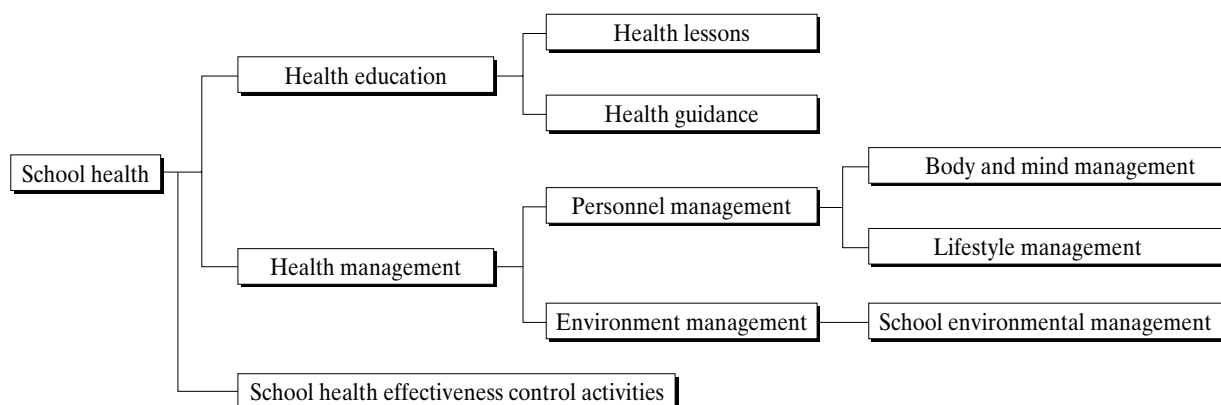 School health
Health education
Health lessons
Health guidance
Health management
Personnel management
Body and mind management
Lifestyle management
Environment management
School environmental management
School health effectiveness control activities